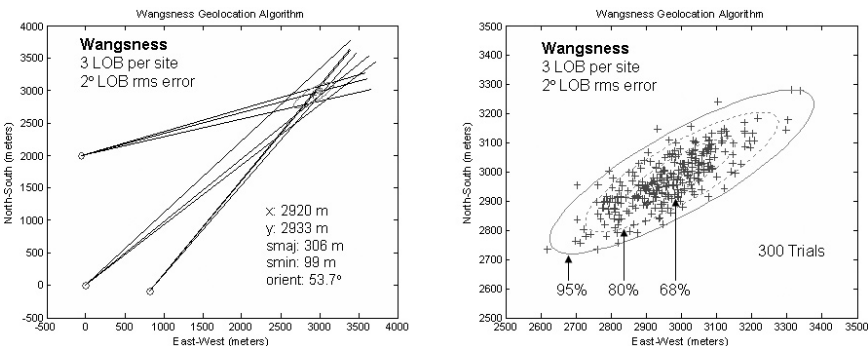 Wangsness Geolocation Algorithm
Wangsness
3 LOB per site
2º LOB rms error
x: 2920 m
y: 2933 m
smaj: 306 m
smin: 99 m
orient: 53.7º
North-South (meters)
4000
3500
3000
2500
2000
1500
1000
500
0
-500
-500 0 500 1000 1500 2000 2500 3000 3500 4000
East-West (meters)
Wangsness Geolocation Algorithm
Wangsness
3 LOB per site
2º LOB rms error
300 Trials
95% 80% 68%
North-South (meters)
3500
3400
3300
3200
3100
3000
2900
2800
2700
2600
2500
2500 2600 2700 2800 2900 3000 3100 3200 3300 3400 3500
East-West (meters)